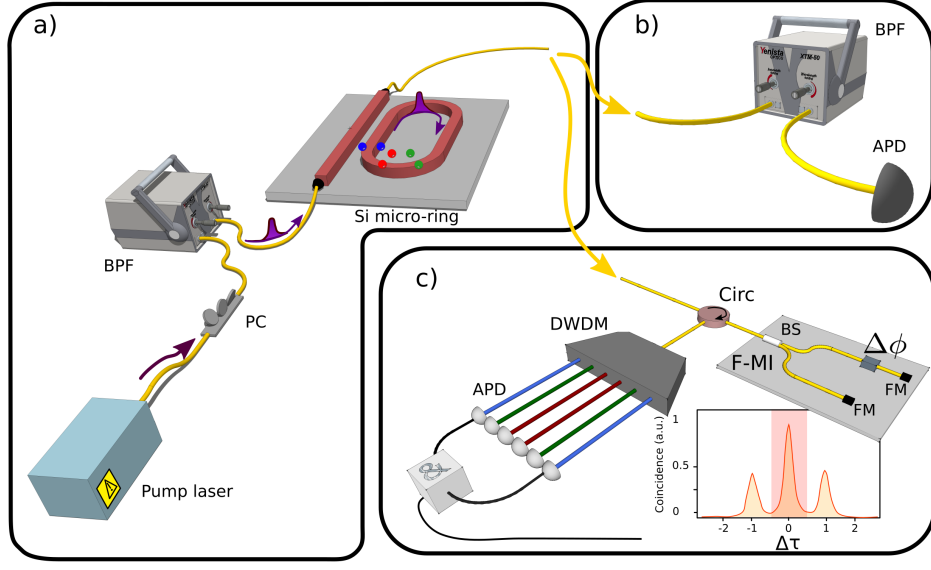 a)
Si micro-ring
BPF
PC
Pump laser
b)
BPF
Yenista
OPTICS
XTM-50
APD
c)
Circ
DWDM
BS
Δϕ
F-MI
FM
FM
APD
&
Coincidence (a.u.)
1
0.5
0
-2 -1 0 1 2
Δτ